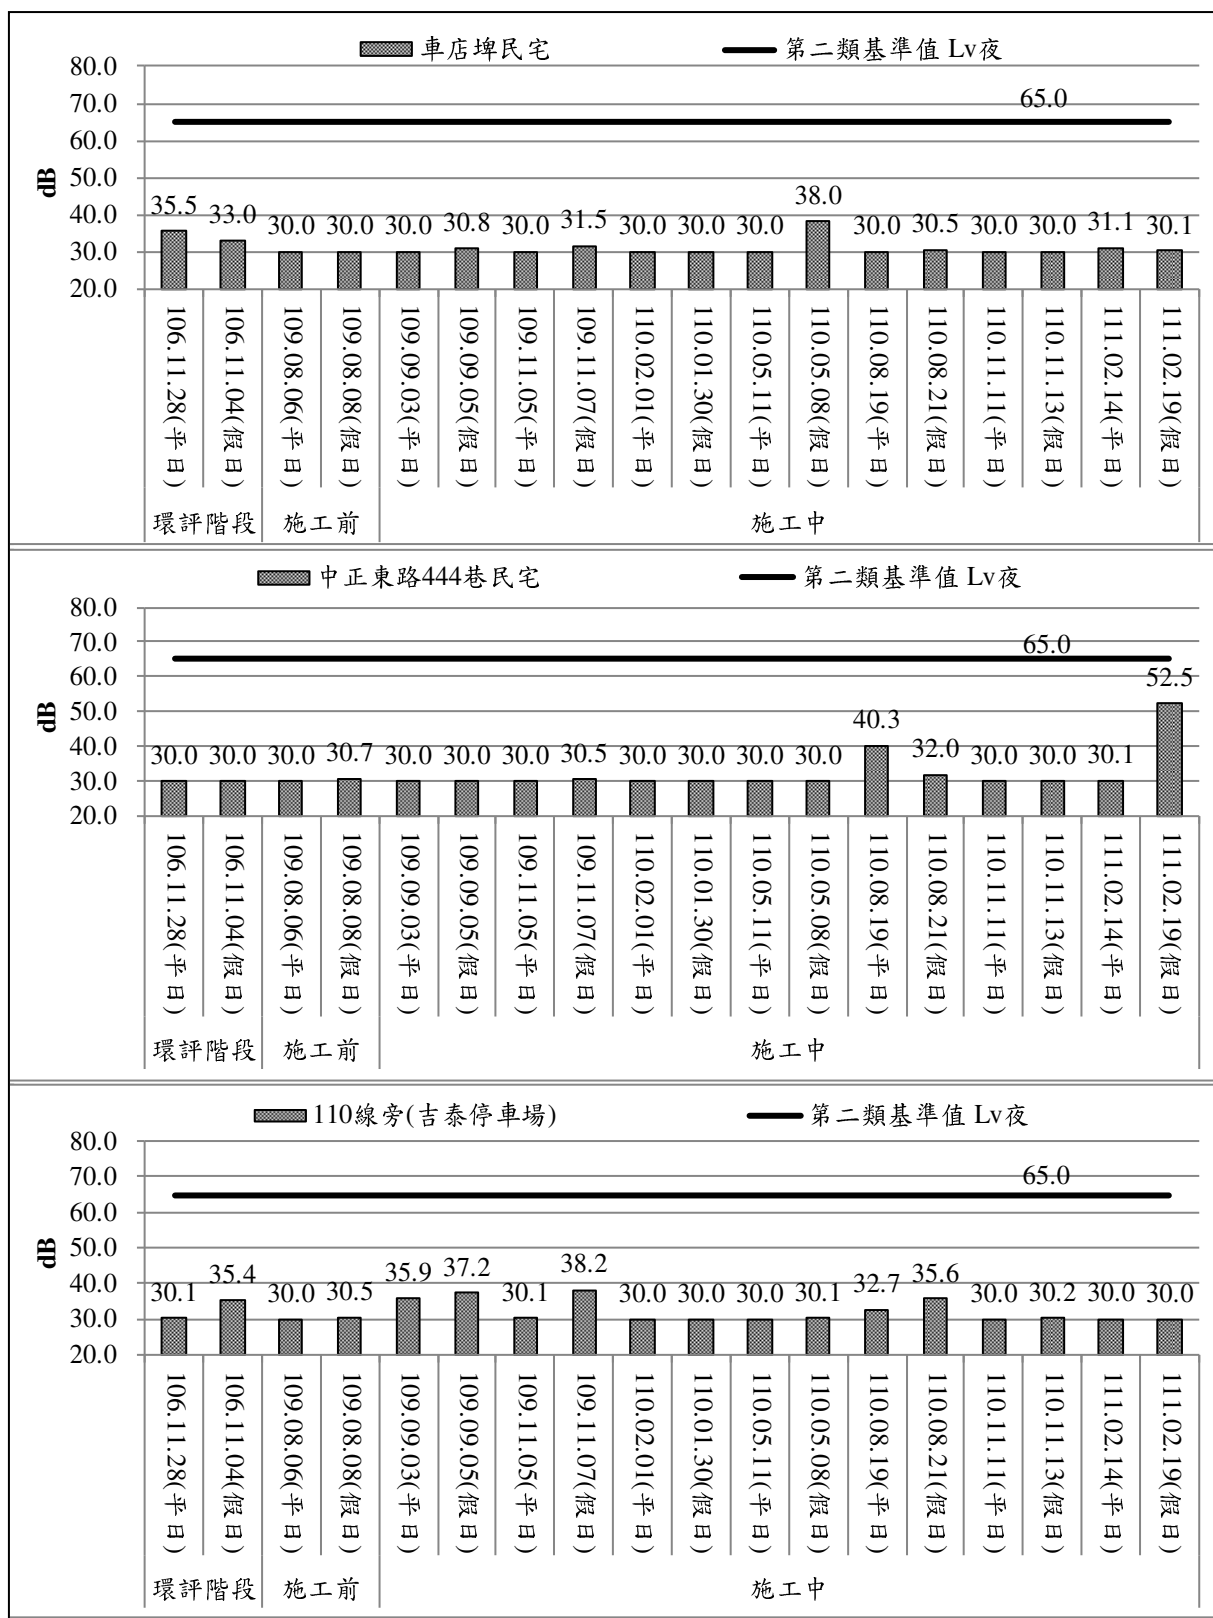 車店埤民宅 第二類基準值 Lv夜
80.0
70.0
60.0
50.0
40.0
30.0
20.0
dB
65.0
35.5 33.0 30.0 30.0 30.0 30.8 30.0 31.5 30.0 30.0 30.0 38.0 30.0 30.5 30.0 30.0 31.1 30.1
106.11.28(平日)
106.11.04(假日)
109.08.06(平日)
109.08.08(假日)
109.09.03(平日)
109.09.05(假日)
109.11.05(平日)
109.11.07(假日)
110.02.01(平日)
110.01.30(假日)
110.05.11(平日)
110.05.08(假日)
110.08.19(平日)
110.08.21(假日)
110.11.11(平日)
110.11.13(假日)
111.02.14(平日)
111.02.19(假日)
環評階段 施工前 施工中
中正東路444巷民宅 第二類基準值 Lv夜
80.0
70.0
60.0
50.0
40.0
30.0
20.0
dB
65.0
30.0 30.0 30.0 30.7 30.0 30.0 30.0 30.5 30.0 30.0 30.0 30.0 40.3 32.0 30.0 30.0 30.1 52.5
106.11.28(平日)
106.11.04(假日)
109.08.06(平日)
109.08.08(假日)
109.09.03(平日)
109.09.05(假日)
109.11.05(平日)
109.11.07(假日)
110.02.01(平日)
110.01.30(假日)
110.05.11(平日)
110.05.08(假日)
110.08.19(平日)
110.08.21(假日)
110.11.11(平日)
110.11.13(假日)
111.02.14(平日)
111.02.19(假日)
環評階段 施工前 施工中
110線旁(吉泰停車場) 第二類基準值 Lv夜
80.0
70.0
60.0
50.0
40.0
30.0
20.0
dB
65.0
30.1 35.4 30.0 30.5 35.9 37.2 30.1 38.2 30.0 30.0 30.0 30.1 32.7 35.6 30.0 30.2 30.0 30.0
106.11.28(平日)
106.11.04(假日)
109.08.06(平日)
109.08.08(假日)
109.09.03(平日)
109.09.05(假日)
109.11.05(平日)
109.11.07(假日)
110.02.01(平日)
110.01.30(假日)
110.05.11(平日)
110.05.08(假日)
110.08.19(平日)
110.08.21(假日)
110.11.11(平日)
110.11.13(假日)
111.02.14(平日)
111.02.19(假日)
環評階段 施工前 施工中